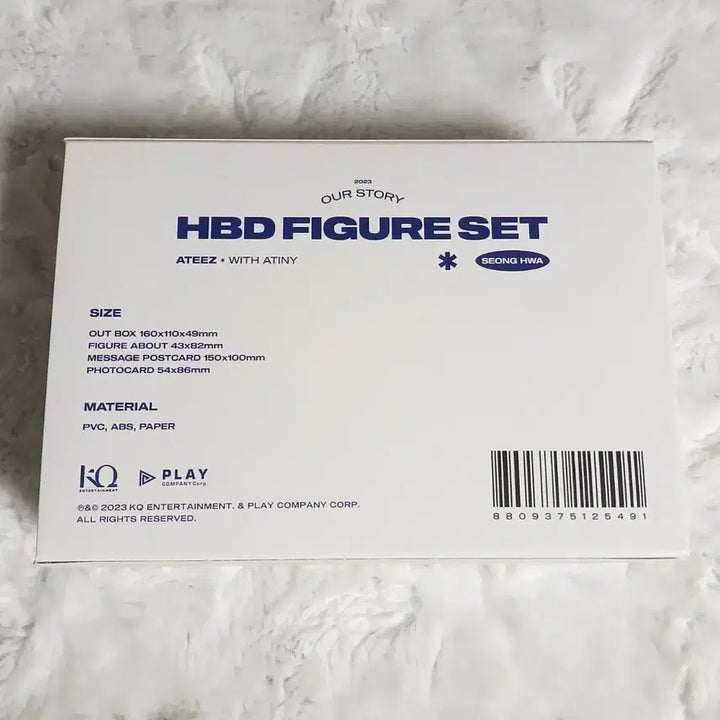 2023
OUR STORY
HBD FIGURE SET
ATEEZ • WITH ATINY
* SEONG HWA
SIZE
OUT BOX 160x110x49mm
FIGURE ABOUT 43x82mm
MESSAGE POSTCARD 150x100mm
PHOTOCARD 54x86mm
MATERIAL
PVC, ABS, PAPER
KQ
ENTERTAINMENT
PLAY
COMPANY Corp.
℗&© 2023 KQ ENTERTAINMENT. & PLAY COMPANY CORP.
ALL RIGHTS RESERVED.
8809375125491